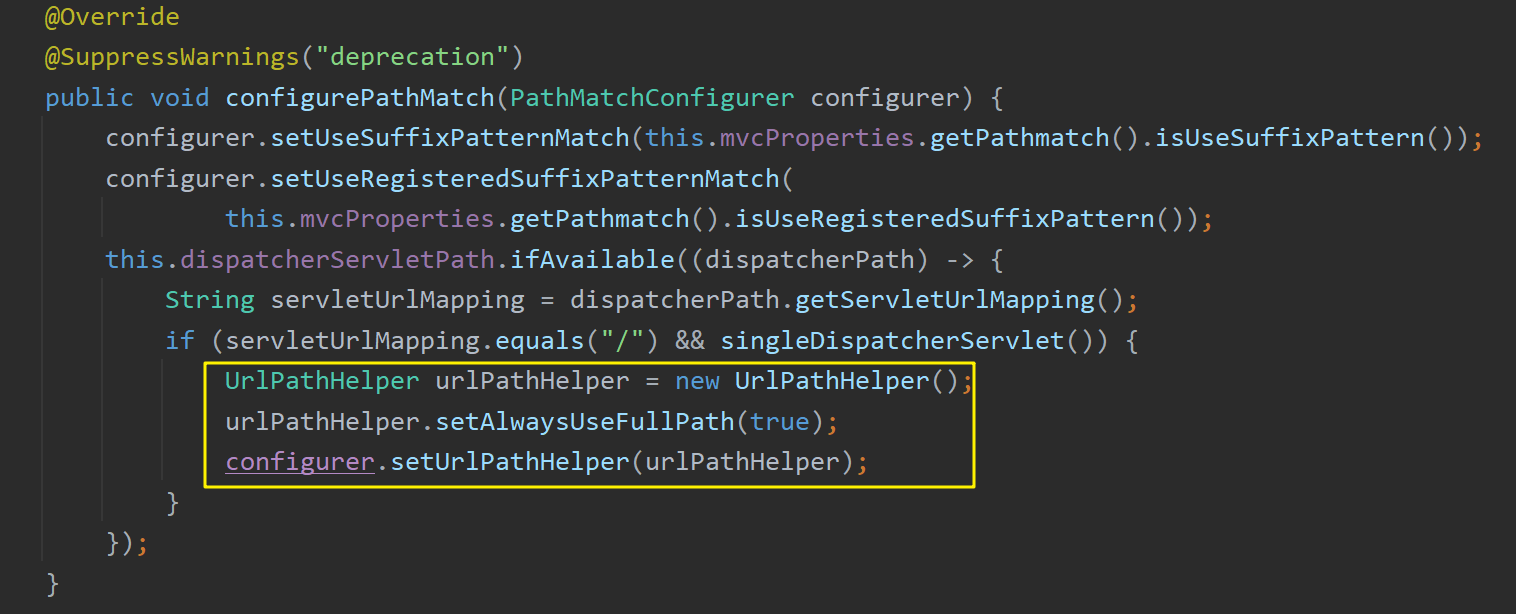 @Override
@SuppressWarnings("deprecation")
public void configurePathMatch(PathMatchConfigurer configurer) {
configurer.setUseSuffixPatternMatch(this.mvcProperties.getPathmatch().isUseSuffixPattern());
configurer.setUseRegisteredSuffixPatternMatch(
this.mvcProperties.getPathmatch().isUseRegisteredSuffixPattern());
this.dispatcherServletPath.ifAvailable((dispatcherPath) -> {
String servletUrlMapping = dispatcherPath.getServletUrlMapping();
if (servletUrlMapping.equals("/") && singleDispatcherServlet()) {
UrlPathHelper urlPathHelper = new UrlPathHelper();
urlPathHelper.setAlwaysUseFullPath(true);
configurer.setUrlPathHelper(urlPathHelper);
}
});
}